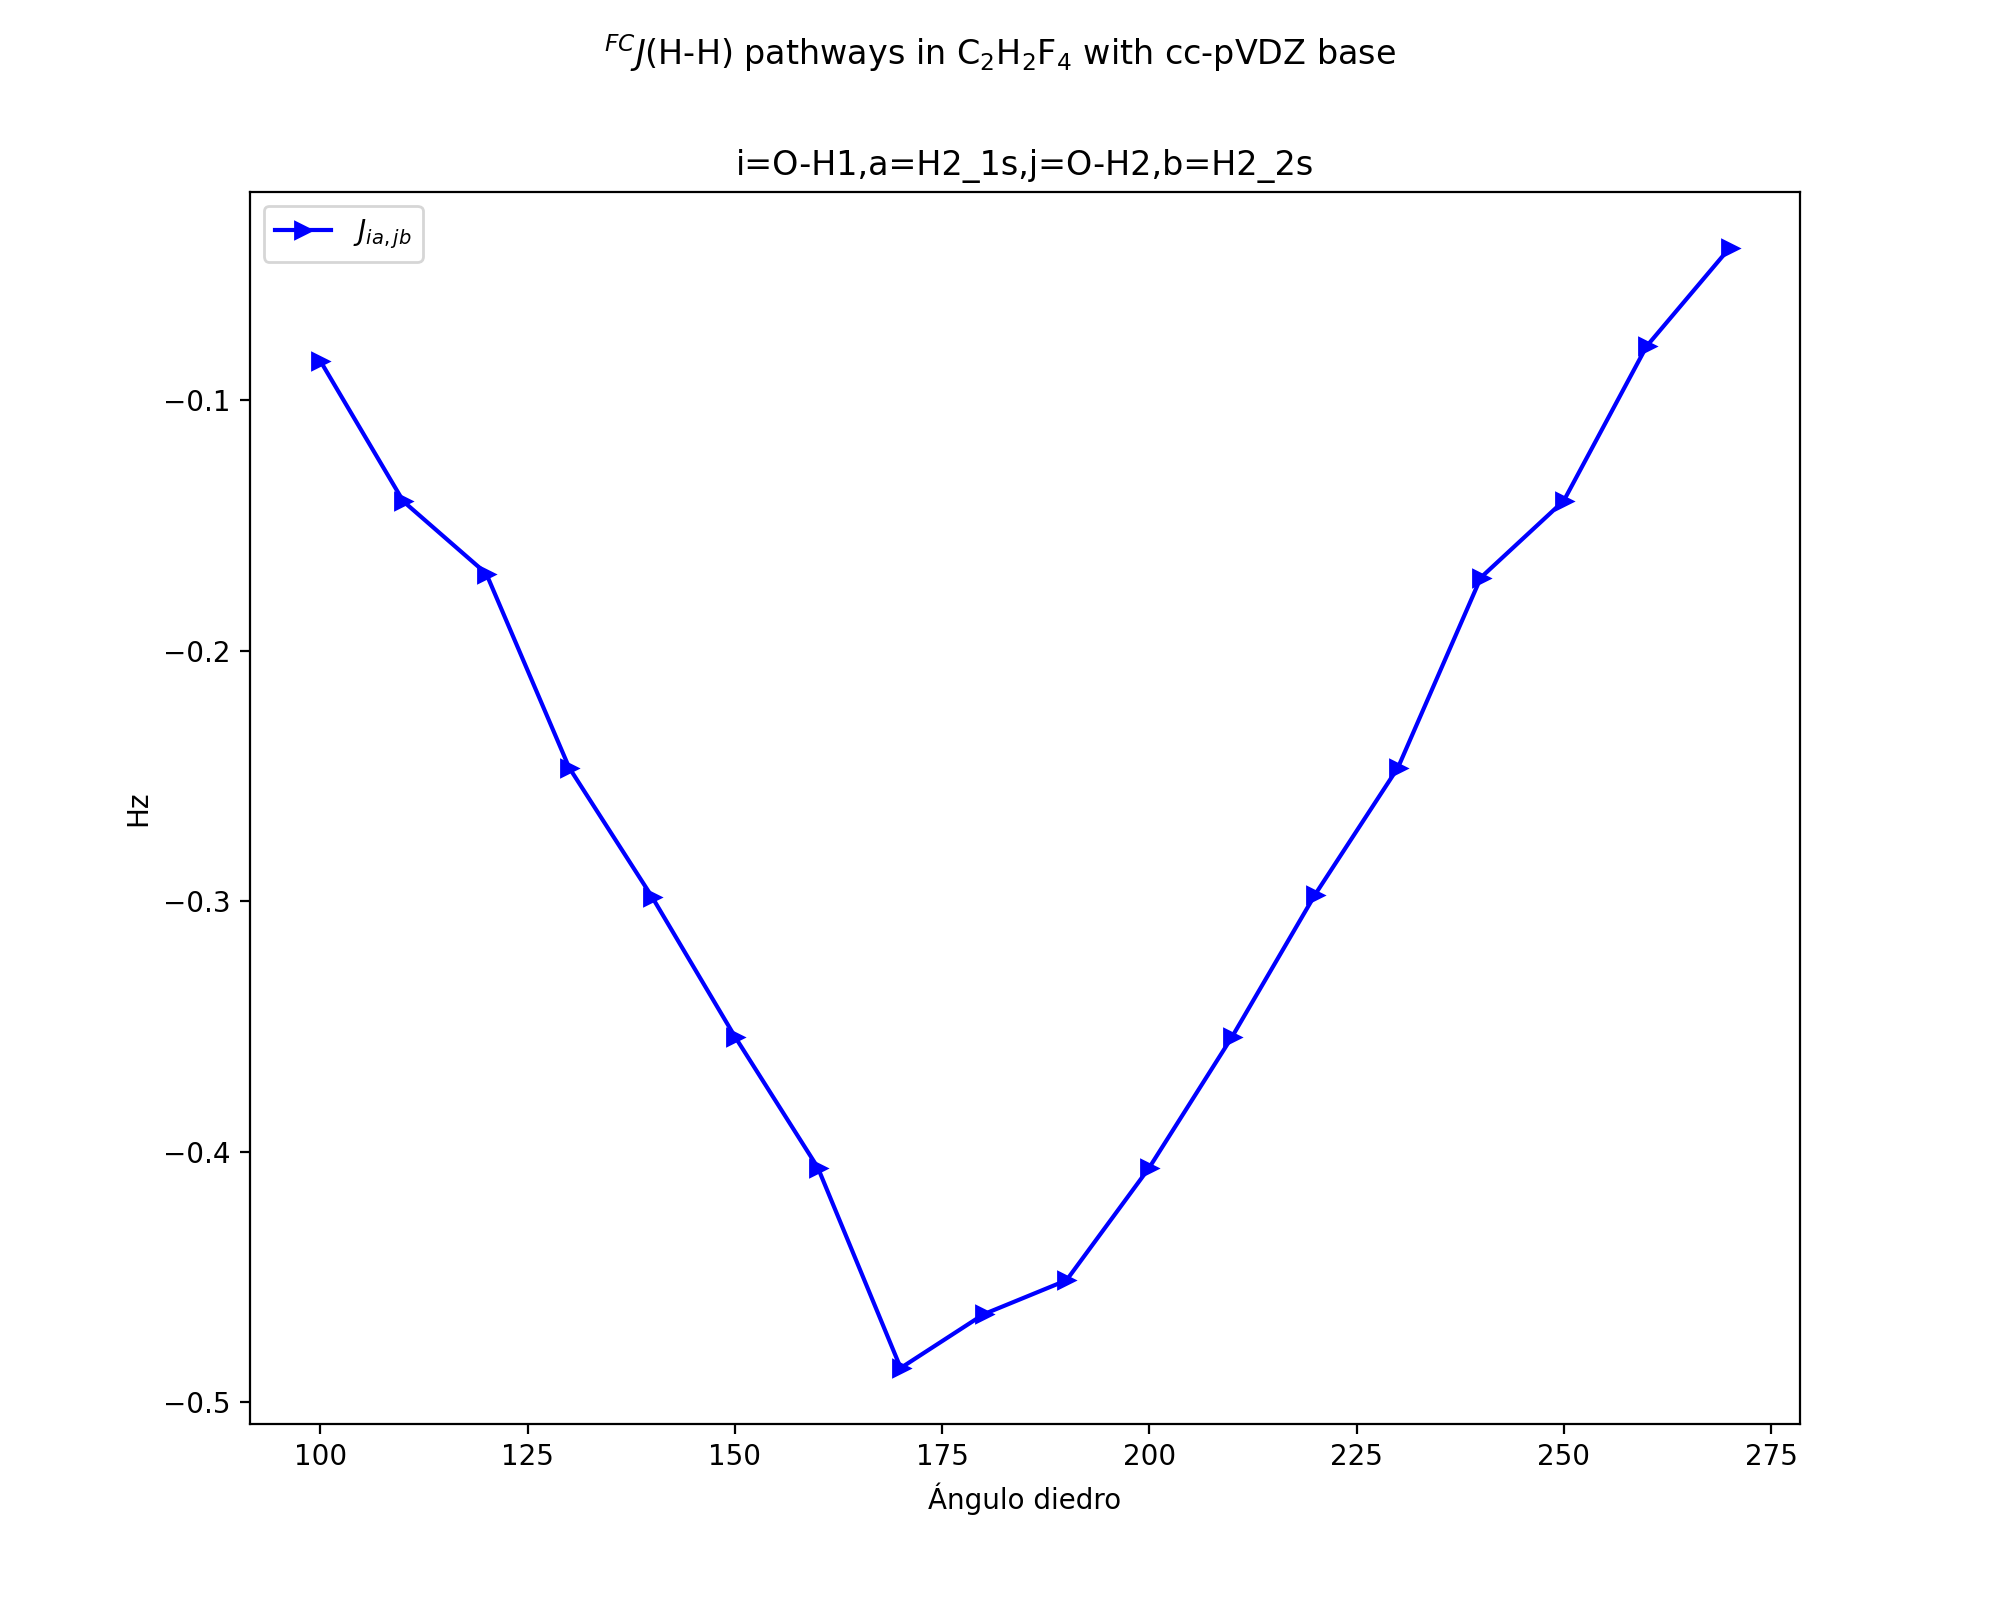 FCJ(H-H) pathways in C2H2F4 with cc-pVDZ base
i=O-H1,a=H2_1s,j=O-H2,b=H2_2s
Jia,jb
−0.1
−0.2
−0.3
−0.4
−0.5
Hz
100 125 150 175 200 225 250 275
Ángulo diedro